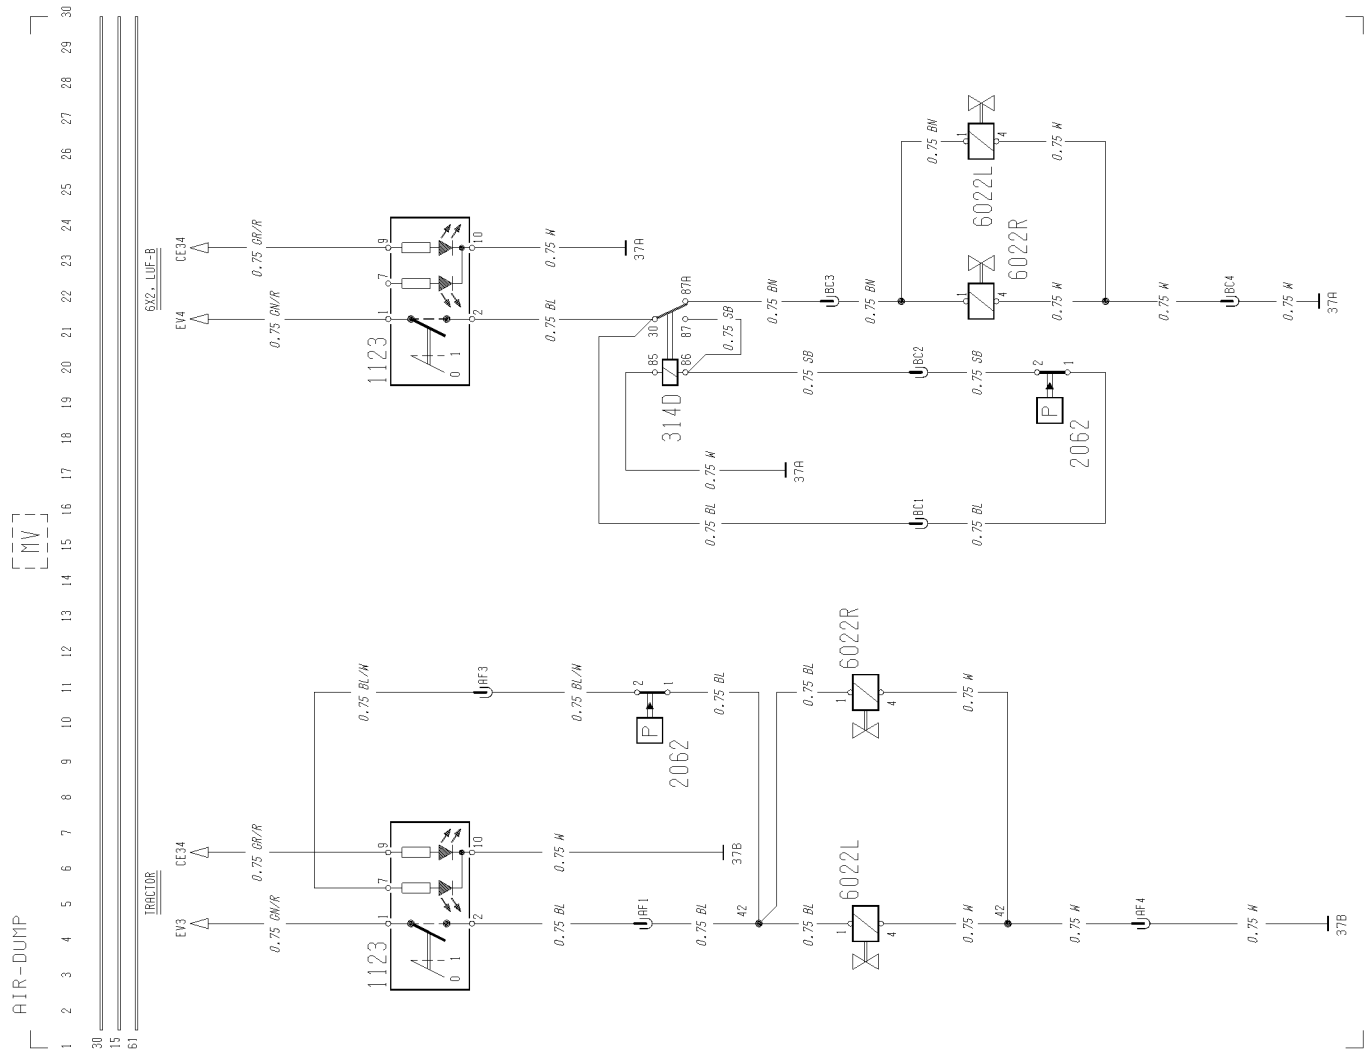 AIR-DUMP
MV
1
2
3
4
5
6
7
8
9
10
11
12
13
14
15
16
17
18
19
20
21
22
23
24
25
26
27
28
29
30
30
15
61
TRACTOR
EV3
CE34
0.75 GN/R
0.75 GR/R
0.75 BL/W
1123
0 1
1
7
9
2
10
AF3
0.75 BL
0.75 W
0.75 BL/W
AF1
P
2
1
2062
0.75 BL
37B
0.75 BL
42
0.75 BL
0.75 BL
1
4
6022L
1
4
6022R
0.75 W
0.75 W
42
0.75 W
AF4
0.75 W
37B
6X2, LUF-B
EV4
CE34
0.75 GN/R
0.75 GR/R
1123
0 1
1
7
9
2
10
0.75 BL
0.75 W
37A
85
30
86
87
87A
314D
0.75 BL
0.75 W
0.75 SB
37A
0.75 SB
0.75 BN
BC3
0.75 BN
BC1
BC2
0.75 BN
0.75 BL
0.75 SB
1
4
6022R
1
4
6022L
P
2
1
2062
0.75 W
0.75 W
0.75 W
BC4
0.75 W
37A